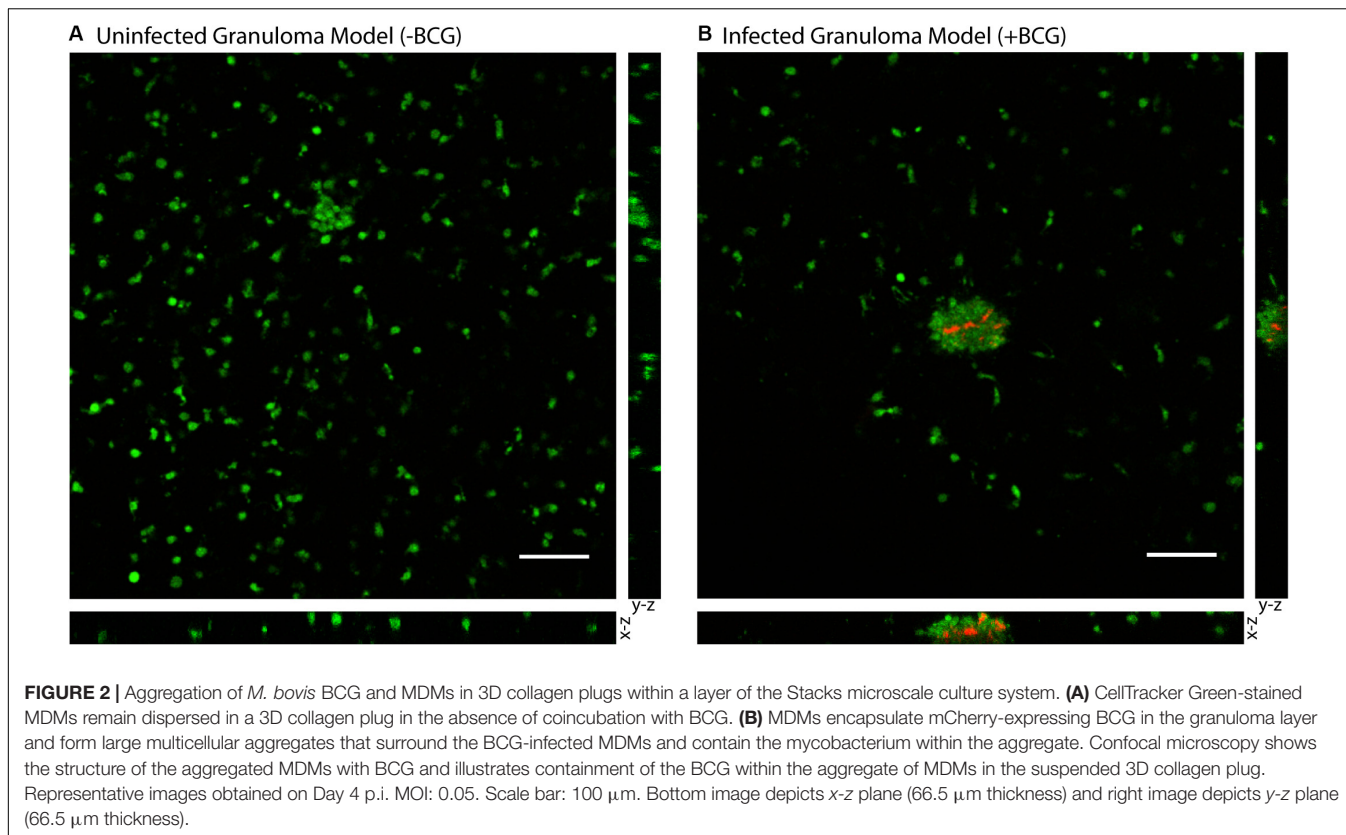 A Uninfected Granuloma Model (-BCG)
B Infected Granuloma Model (+BCG)
y-z
x-z
y-z
x-z
FIGURE 2 | Aggregation of M. bovis BCG and MDMs in 3D collagen plugs within a layer of the Stacks microscale culture system. (A) CellTracker Green-stained
MDMs remain dispersed in a 3D collagen plug in the absence of coincubation with BCG. (B) MDMs encapsulate mCherry-expressing BCG in the granuloma layer
and form large multicellular aggregates that surround the BCG-infected MDMs and contain the mycobacterium within the aggregate. Confocal microscopy shows
the structure of the aggregated MDMs with BCG and illustrates containment of the BCG within the aggregate of MDMs in the suspended 3D collagen plug.
Representative images obtained on Day 4 p.i. MOI: 0.05. Scale bar: 100 μm. Bottom image depicts x-z plane (66.5 μm thickness) and right image depicts y-z plane
(66.5 μm thickness).